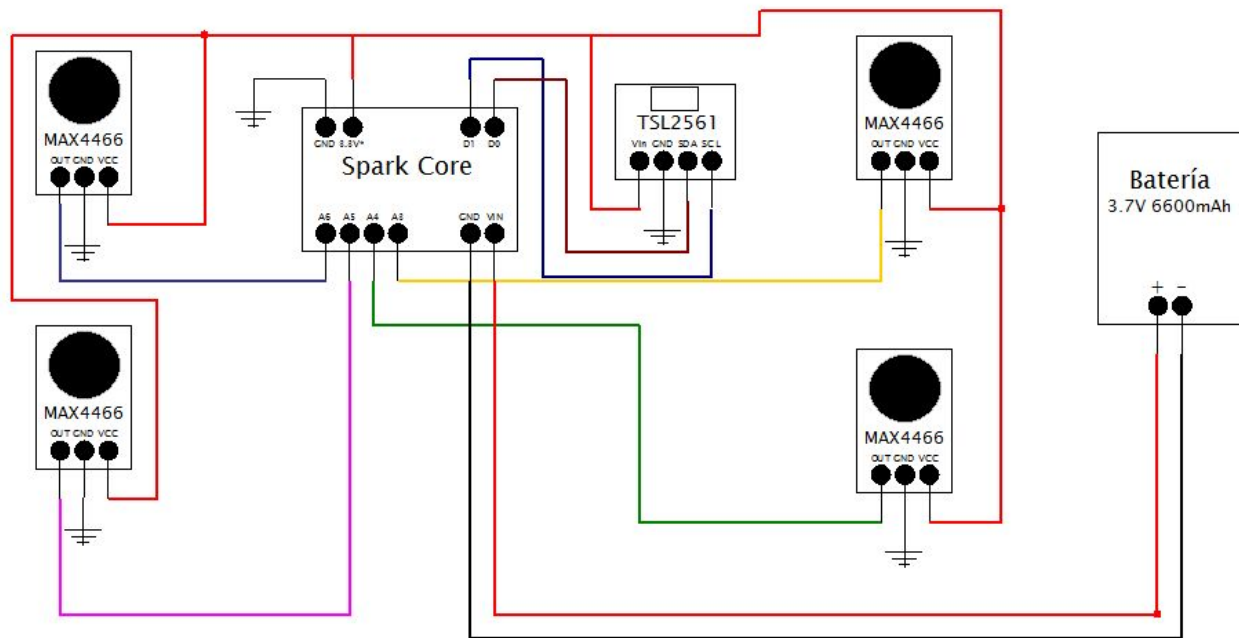 MAX4466
OUT GND VCC
GND 3.3V*
D1 D0
Spark Core
A6 A5 A4 A3
GND VIN
TSL2561
Vin GND SDA SCL
MAX4466
OUT GND VCC
Batería
3.7V 6600mAh
+ -
MAX4466
OUT GND VCC
MAX4466
OUT GND VCC